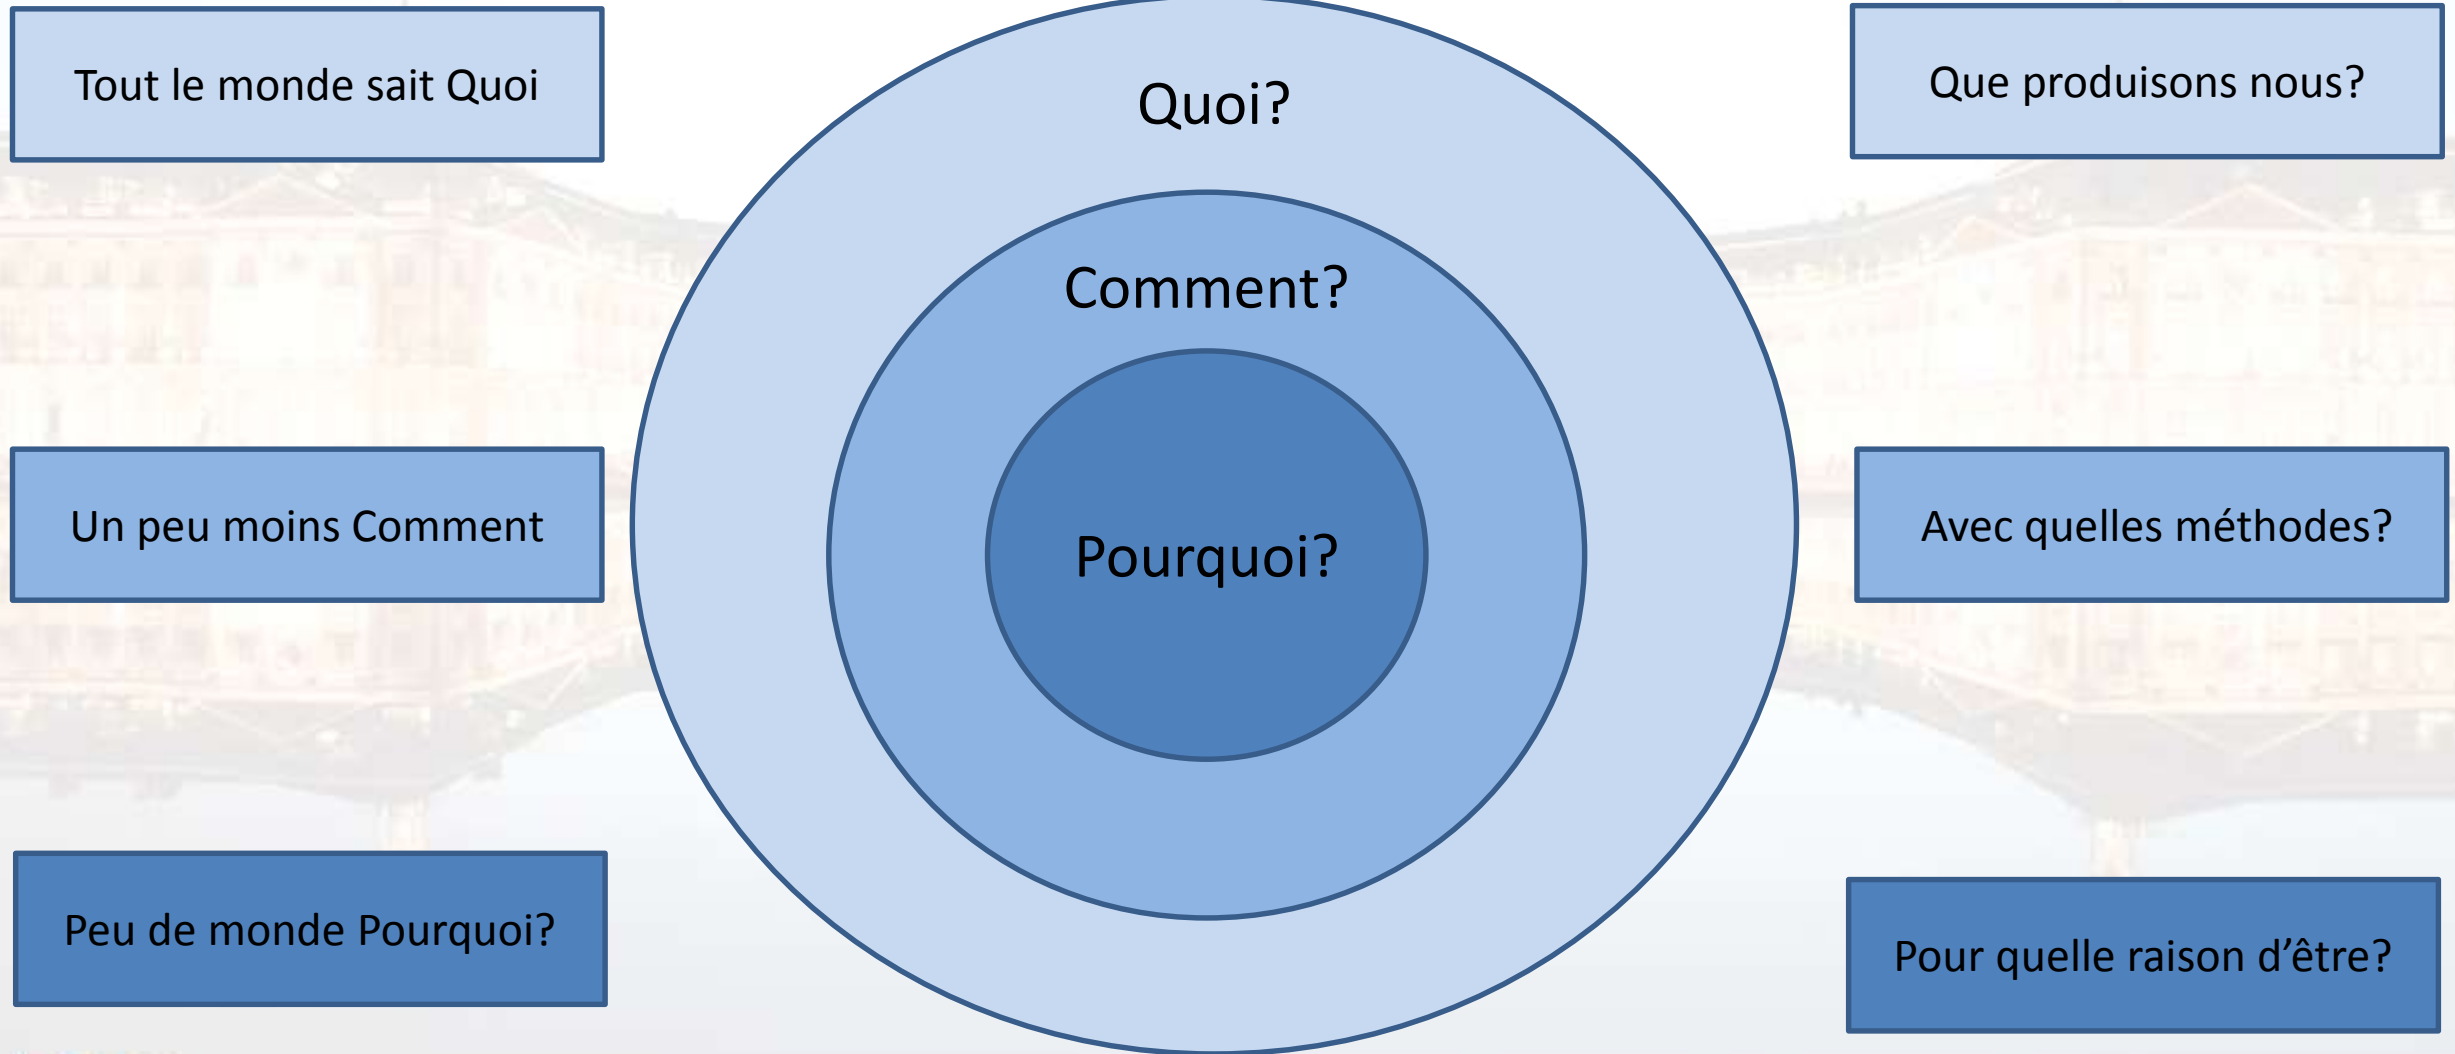 Tout le monde sait Quoi
Quoi?
Que produisons nous?
Comment?
Un peu moins Comment
Pourquoi?
Avec quelles méthodes?
Peu de monde Pourquoi?
Pour quelle raison d’être?